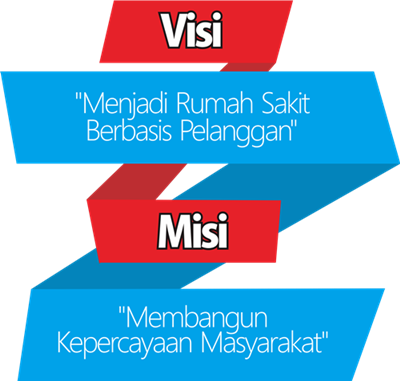 Visi
"Menjadi Rumah Sakit
Berbasis Pelanggan"
Misi
"Membangun
Kepercayaan Masyarakat"